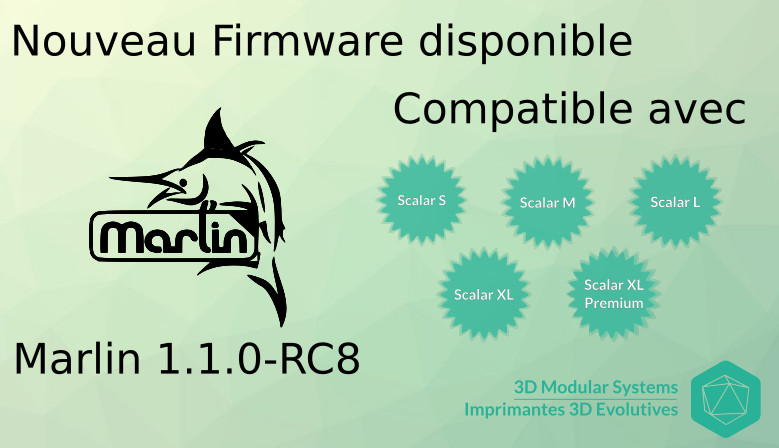 Nouveau Firmware disponible
Compatible avec
Marlin
Scalar S
Scalar M
Scalar L
Scalar XL
Scalar XL
Premium
Marlin 1.1.0-RC8
3D Modular Systems
Imprimantes 3D Evolutives